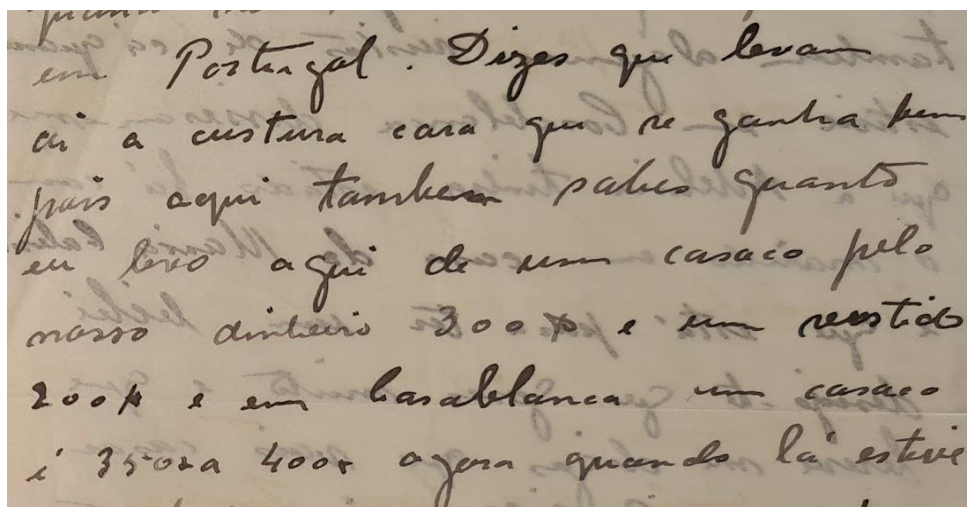 em Portugal. Dizes que levam
ai a custura cara que se ganha bem
pois aqui tambem sabes quanto
eu levo aqui de um casaco pelo
nosso dinheiro 300$ e um vestido
200$ e em Casablanca um casaco
é 350 a 400$ agora quando lá estive